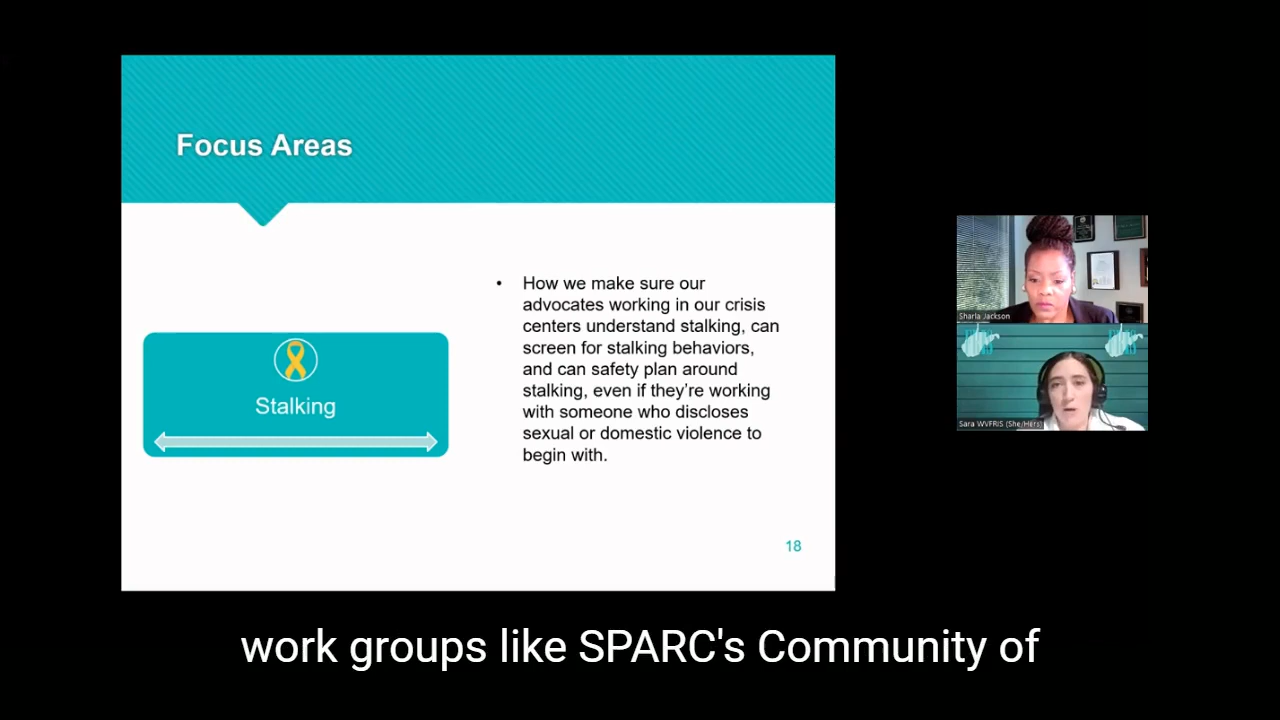 Focus Areas
• How we make sure our
advocates working in our crisis
centers understand stalking, can
screen for stalking behaviors,
and can safety plan around
stalking, even if they're working
with someone who discloses
sexual or domestic violence to
begin with.
Stalking
18
Sharla Jackson
Sara WVFRIS (She/Hers)
work groups like SPARC's Community of